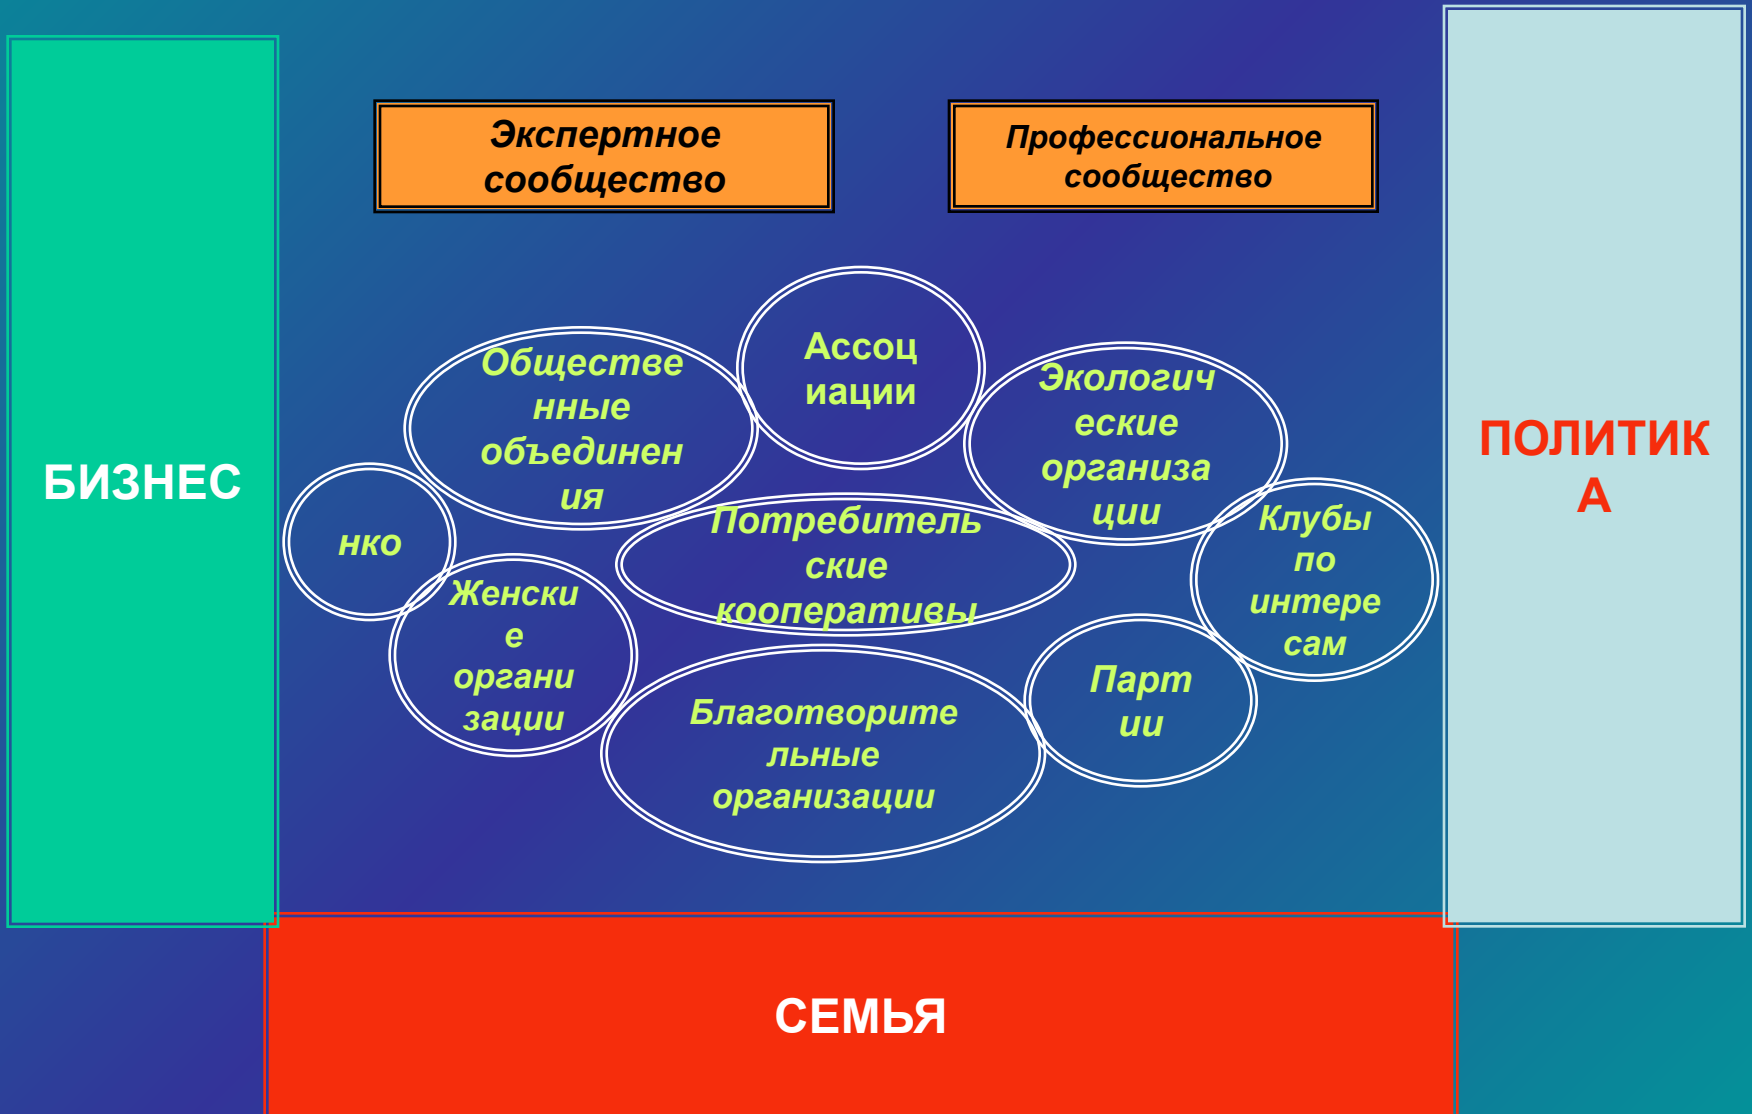 Экспертное
сообщество
Профессиональное
сообщество
БИЗНЕС
ПОЛИТИК
А
Ассоц
иации
Обществе
нные
объединен
ия
Экологич
еские
организа
ции
нко
Потребитель
ские
кооперативы
Клубы
по
интере
сам
Женски
е
органи
зации
Благотворите
льные
организации
Парт
ии
СЕМЬЯ